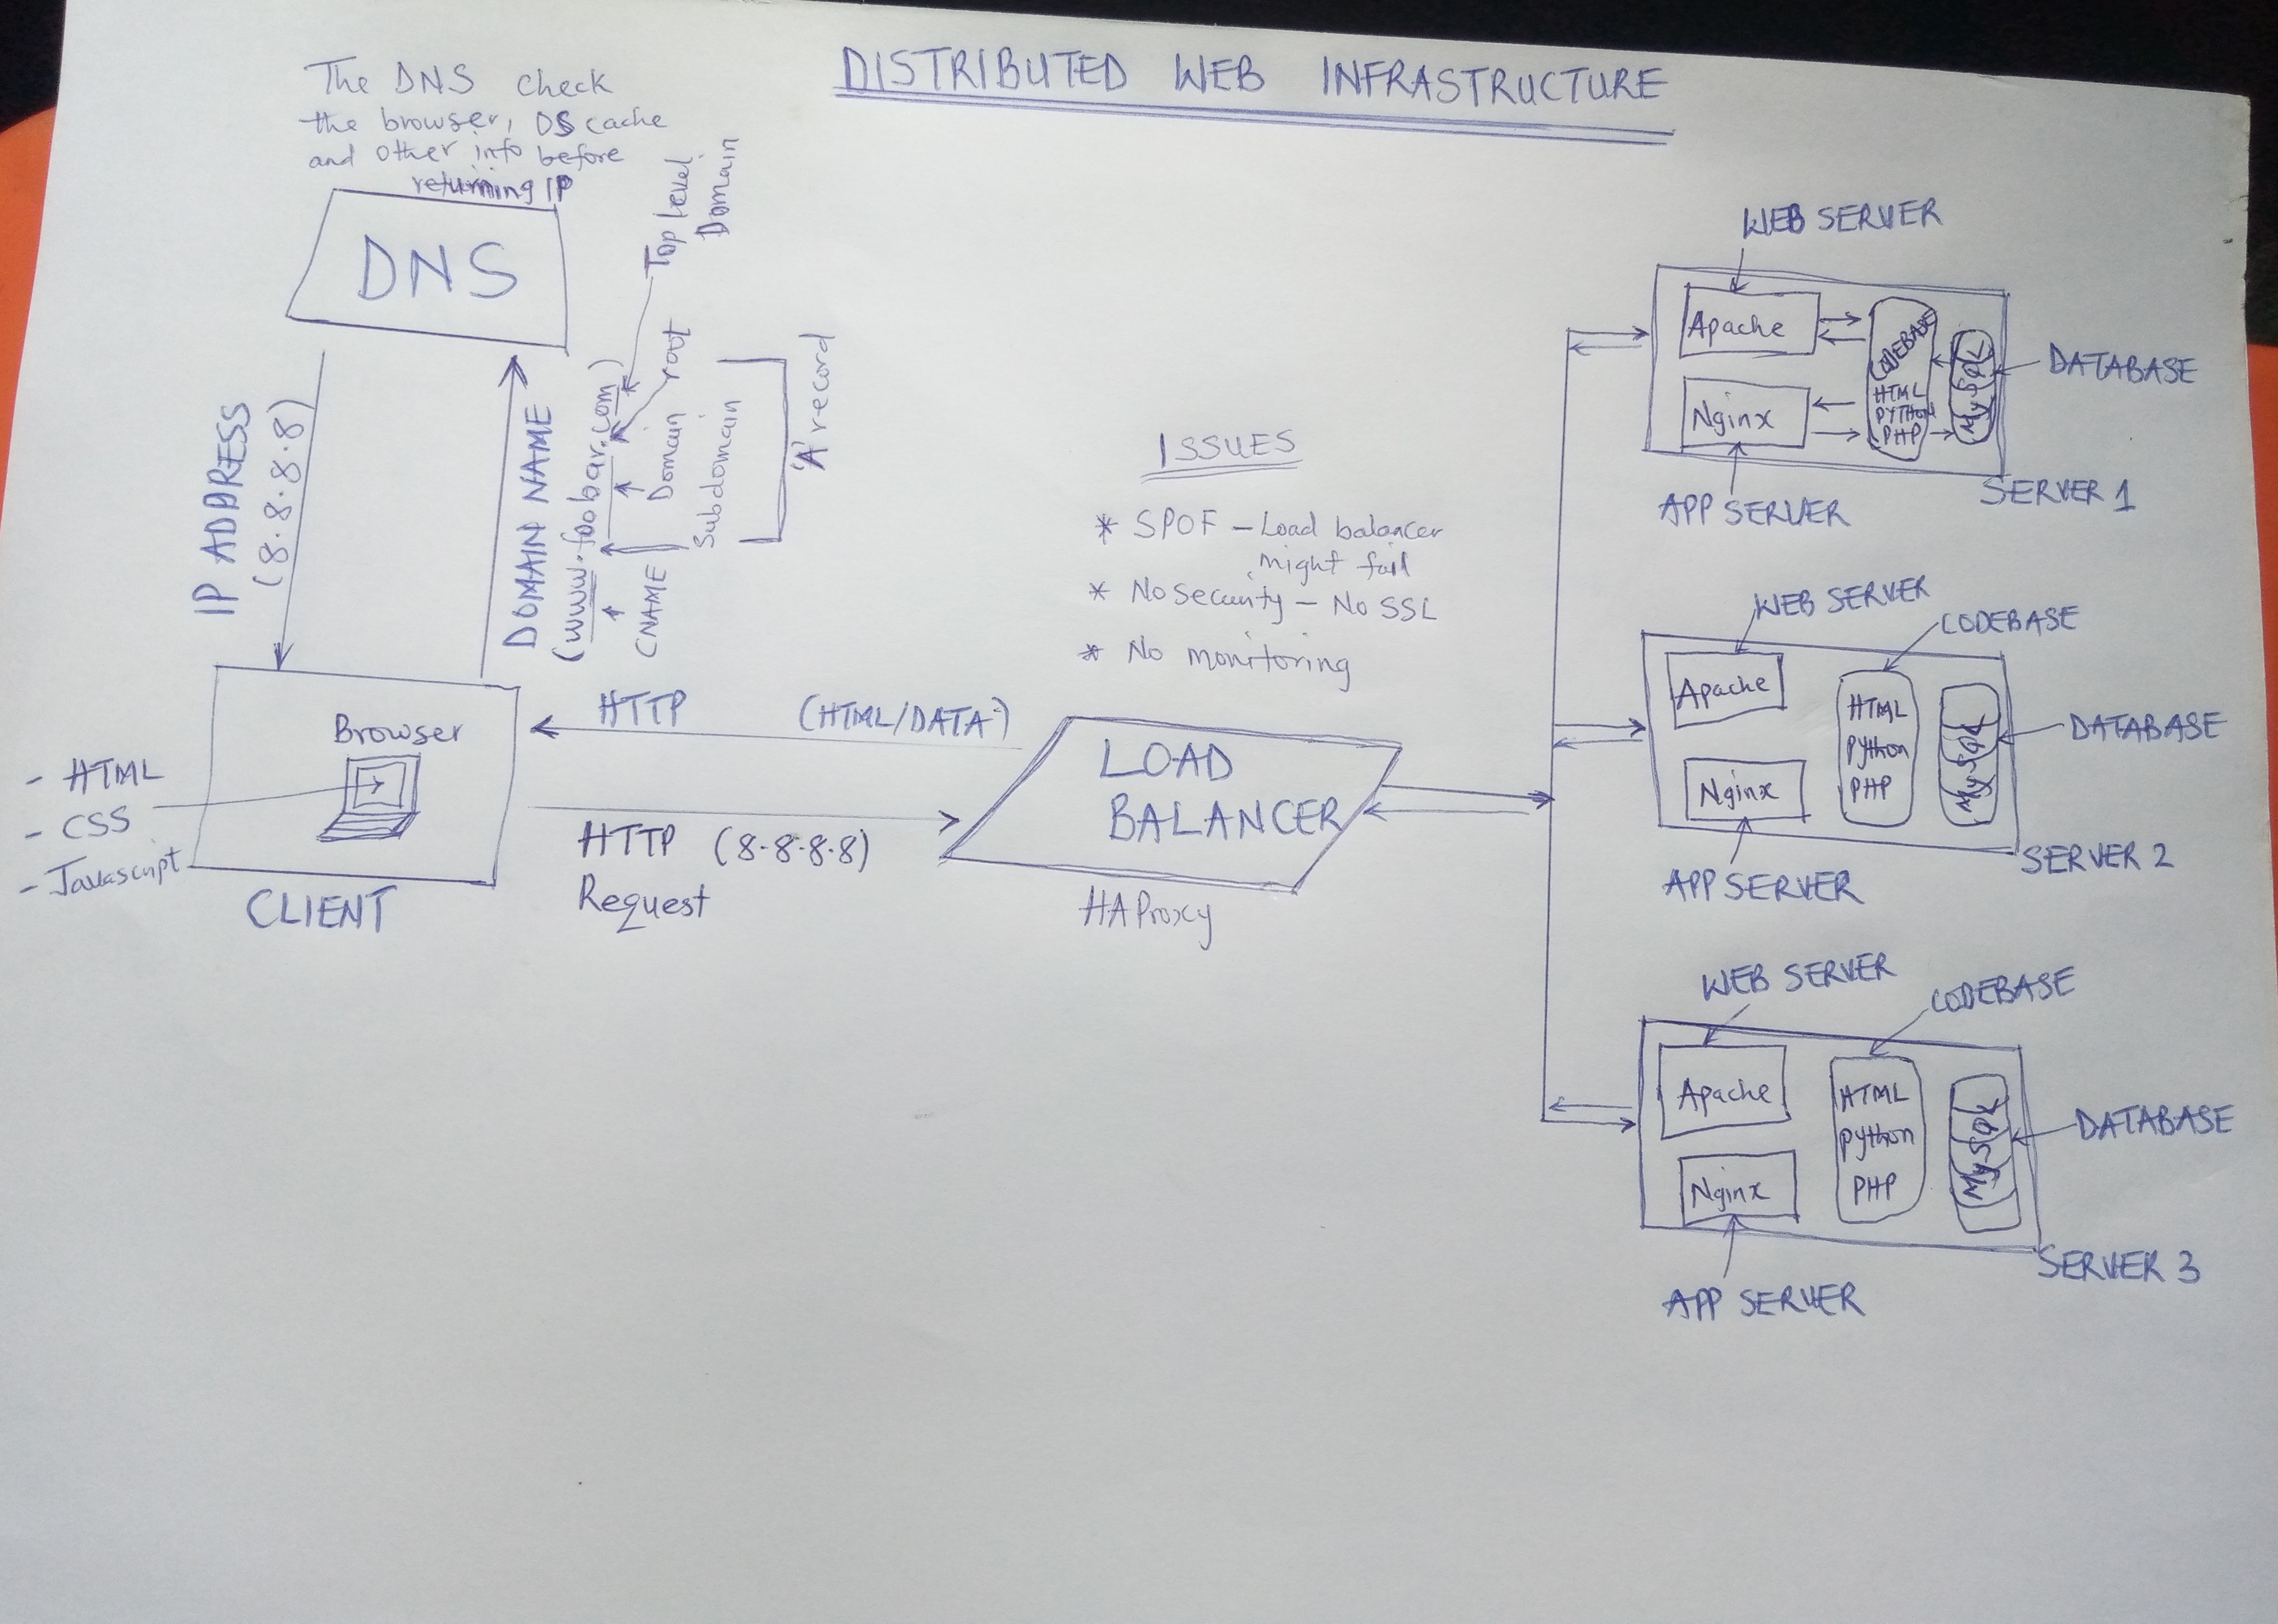 DISTRIBUTED WEB INFRASTRUCTURE
The DNS check
the browser, OS cache
and other info before
returning IP
DNS
IP ADDRESS
(8.8.8.8)
DOMAIN NAME
(www.foobar.com)
CNAME
Domain root
Top level
Domain
Subdomain
'A' record
Browser
- HTML
- CSS
- Javascript
CLIENT
HTTP (HTML/DATA)
HTTP (8.8.8.8)
Request
LOAD
BALANCER
HAProxy
ISSUES
* SPOF - Load balancer
might fail
* No security - No SSL
* No monitoring
WEB SERVER
Apache
Nginx
CODEBASE
HTML
PYTHON
PHP
MySQL
DATABASE
APP SERVER
SERVER 1
WEB SERVER
CODEBASE
Apache
Nginx
HTML
Python
PHP
MySQL
DATABASE
APP SERVER
SERVER 2
WEB SERVER
CODEBASE
Apache
Nginx
HTML
Python
PHP
MySQL
DATABASE
APP SERVER
SERVER 3